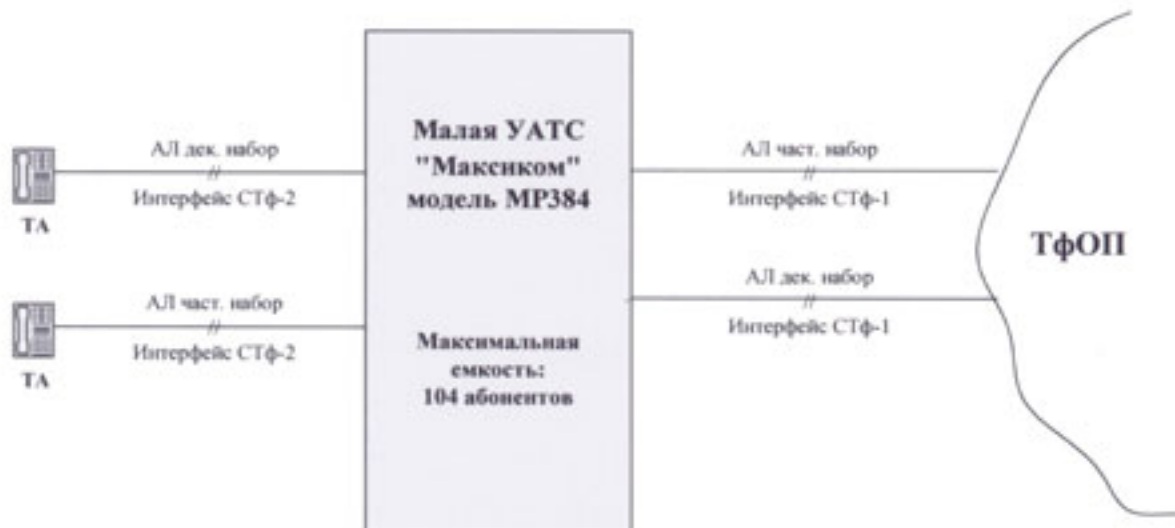 Малая УАТС
"Максиком"
модель МР384
АЛ дек. набор
Интерфейс СТф-2
ТА
АЛ част. набор
Интерфейс СТф-2
ТА
Максимальная
емкость:
104 абонентов
АЛ част. набор
Интерфейс СТф-1
АЛ дек. набор
Интерфейс СТф-1
ТфОП